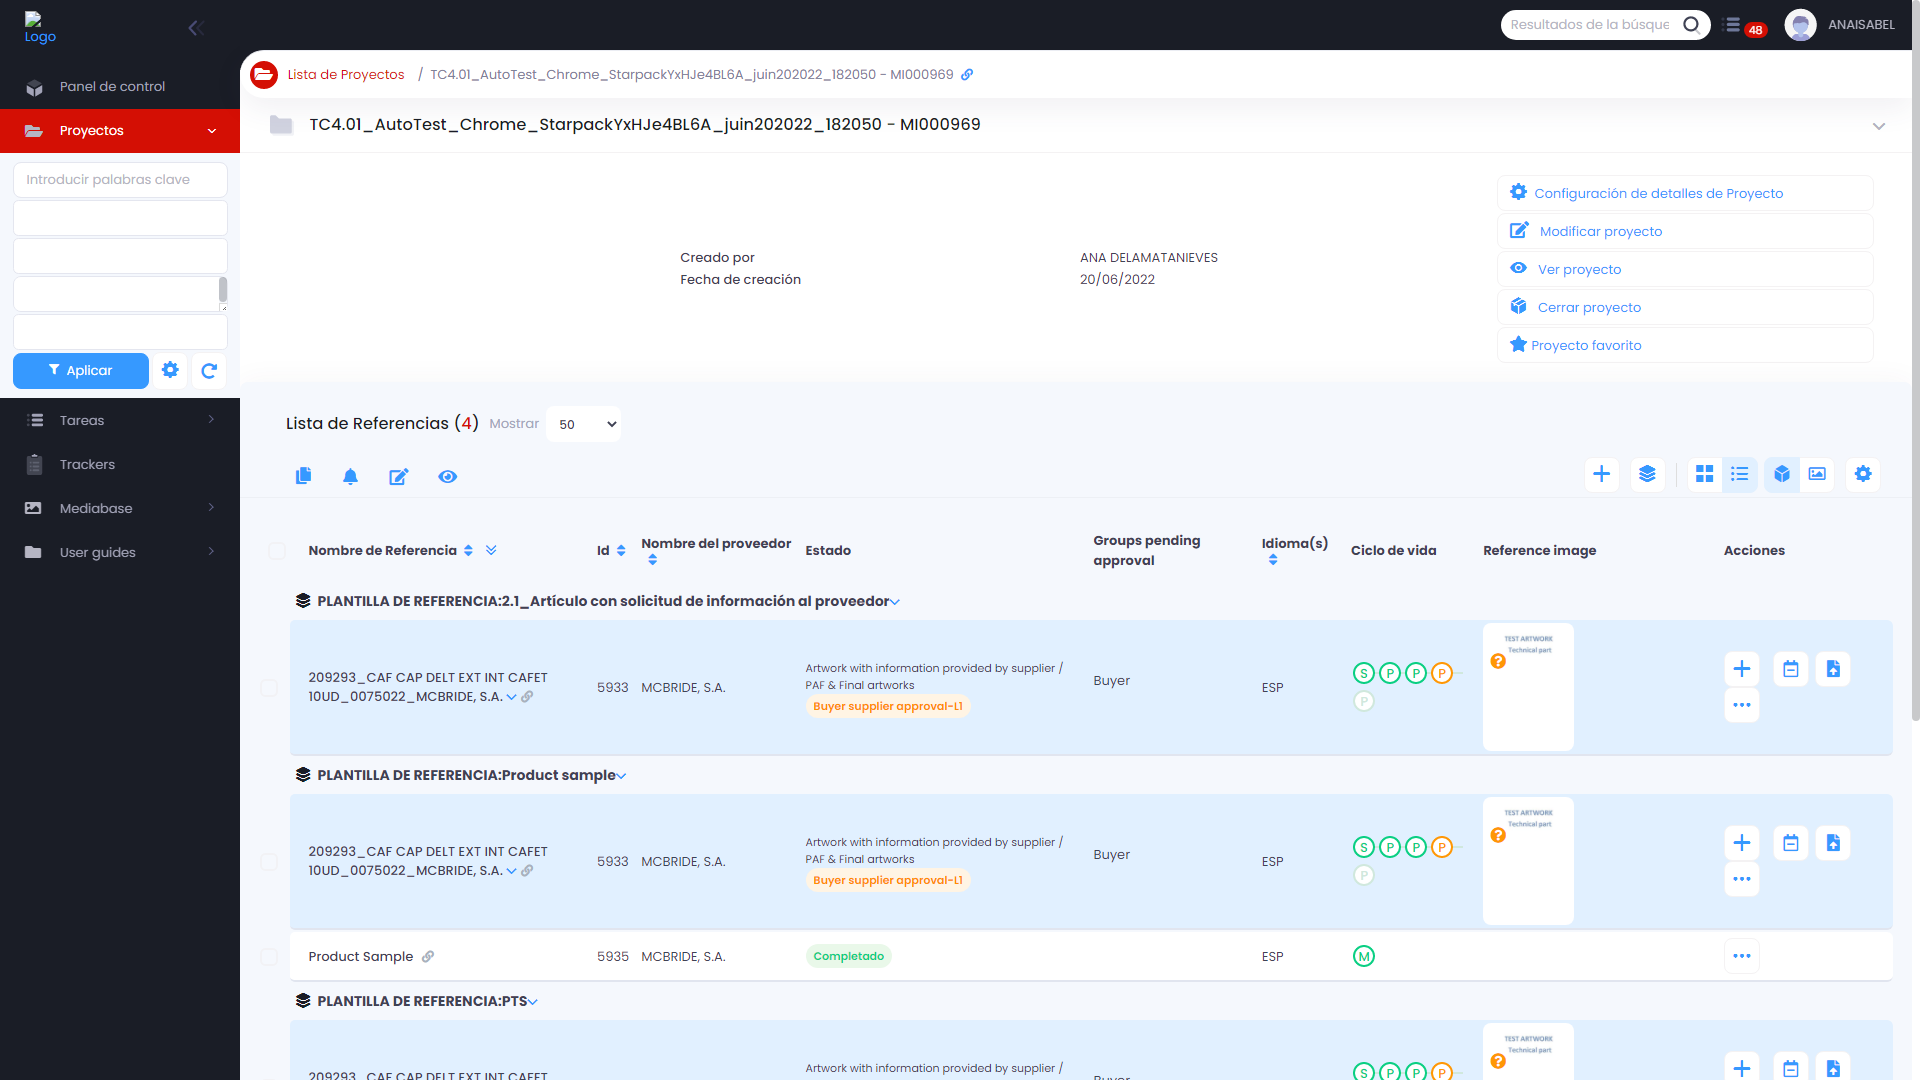 Logo
Resultados de la búsque
48
ANAISABEL
Panel de control
Proyectos
Introducir palabras clave
Aplicar
Tareas
Trackers
Mediabase
User guides
Lista de Proyectos / TC4.01_AutoTest_Chrome_StarpackYxHJe4BL6A_juin202022_182050 - MI000969
TC4.01_AutoTest_Chrome_StarpackYxHJe4BL6A_juin202022_182050 - MI000969
Creado por ANA DELAMATANIEVES
Fecha de creación 20/06/2022
Configuración de detalles de Proyecto
Modificar proyecto
Ver proyecto
Cerrar proyecto
Proyecto favorito
Lista de Referencias (4) Mostrar 50
Nombre de Referencia Id Nombre del proveedor Estado Groups pending approval Idioma(s) Ciclo de vida Reference image Acciones
PLANTILLA DE REFERENCIA:2.1_Artículo con solicitud de información al proveedor
209293_CAF CAP DELT EXT INT CAFET
10UD_0075022_MCBRIDE, S.A.
5933
MCBRIDE, S.A.
Artwork with information provided by supplier /
PAF & Final artworks
Buyer supplier approval-L1
Buyer
ESP
S P P P
P
TEST ARTWORK
Technical part
?
PLANTILLA DE REFERENCIA:Product sample
209293_CAF CAP DELT EXT INT CAFET
10UD_0075022_MCBRIDE, S.A.
5933
MCBRIDE, S.A.
Artwork with information provided by supplier /
PAF & Final artworks
Buyer supplier approval-L1
Buyer
ESP
S P P P
P
TEST ARTWORK
Technical part
?
Product Sample 5935 MCBRIDE, S.A. Completado ESP M
PLANTILLA DE REFERENCIA:PTS
209293_CAF CAP DELT EXT INT CAFET
Artwork with information provided by supplier /
Buyer
S P P P
TEST ARTWORK
Technical part
?